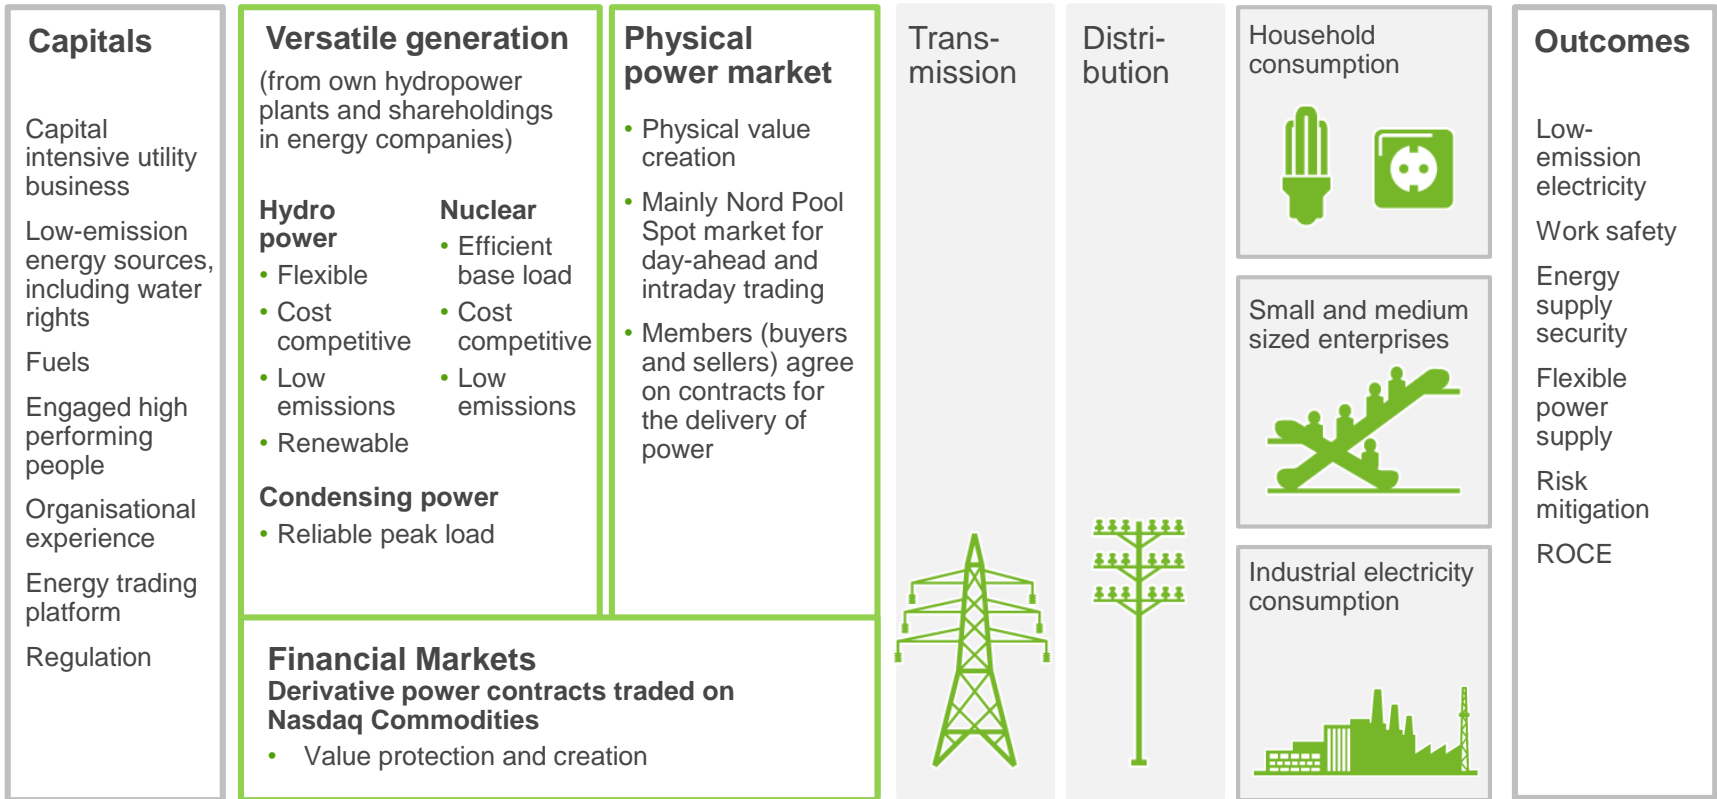 Capitals
Capital
intensive utility
business
Low-emission
energy sources,
including water
rights
Fuels
Engaged high
performing
people
Organisational
experience
Energy trading
platform
Regulation
Versatile generation
(from own hydropower
plants and shareholdings
in energy companies)
Hydro
power
• Flexible
• Cost
competitive
• Low
emissions
• Renewable
Nuclear
• Efficient
base load
• Cost
competitive
• Low
emissions
Condensing power
• Reliable peak load
Physical
power market
• Physical value
creation
• Mainly Nord Pool
Spot market for
day-ahead and
intraday trading
• Members (buyers
and sellers) agree
on contracts for
the delivery of
power
Financial Markets
Derivative power contracts traded on
Nasdaq Commodities
• Value protection and creation
Trans-
mission
Distri-
bution
Household
consumption
Small and medium
sized enterprises
Industrial electricity
consumption
Outcomes
Low-
emission
electricity
Work safety
Energy
supply
security
Flexible
power
supply
Risk
mitigation
ROCE